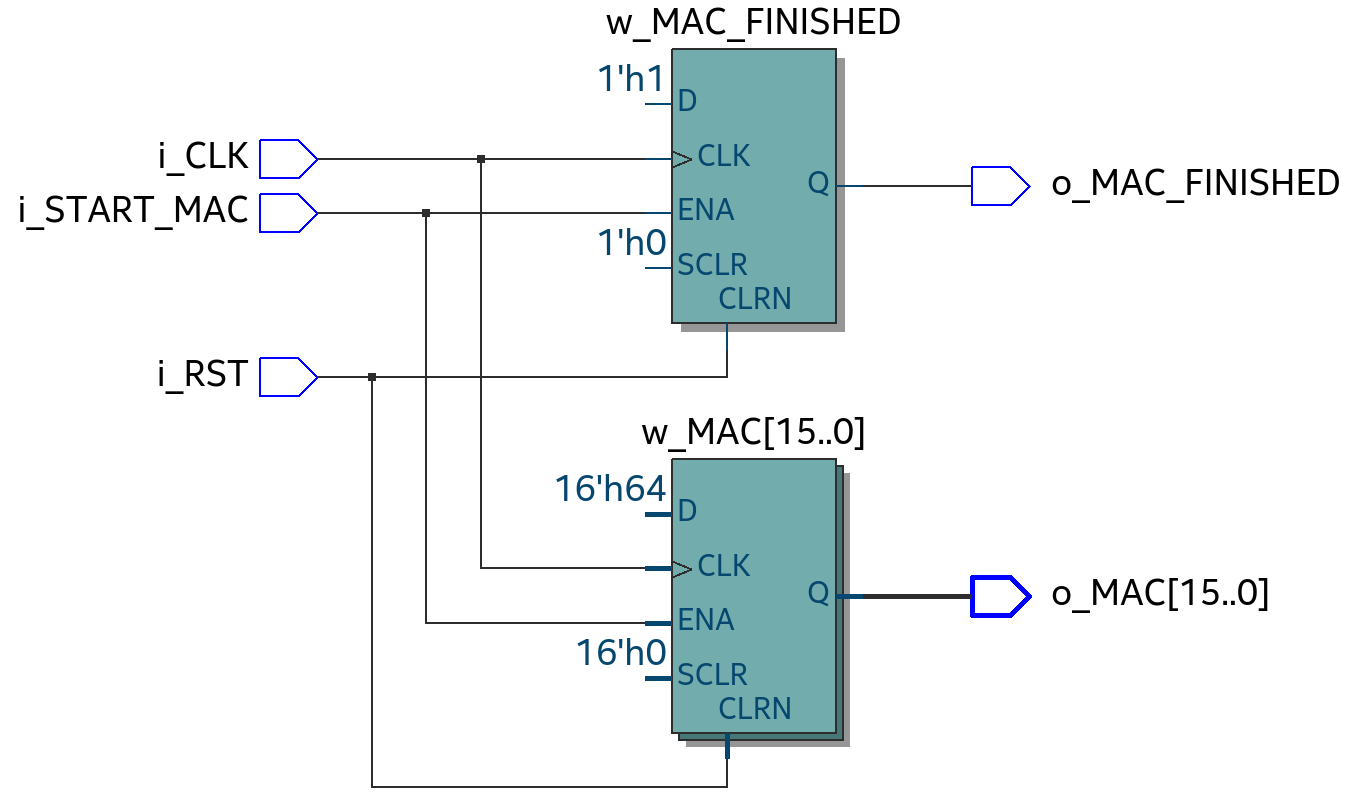 w_MAC_FINISHED
1'h1
D
i_CLK
CLK
Q
o_MAC_FINISHED
i_START_MAC
ENA
1'h0
SCLR
CLRN
i_RST
w_MAC[15..0]
16'h64
D
CLK
Q
o_MAC[15..0]
ENA
16'h0
SCLR
CLRN